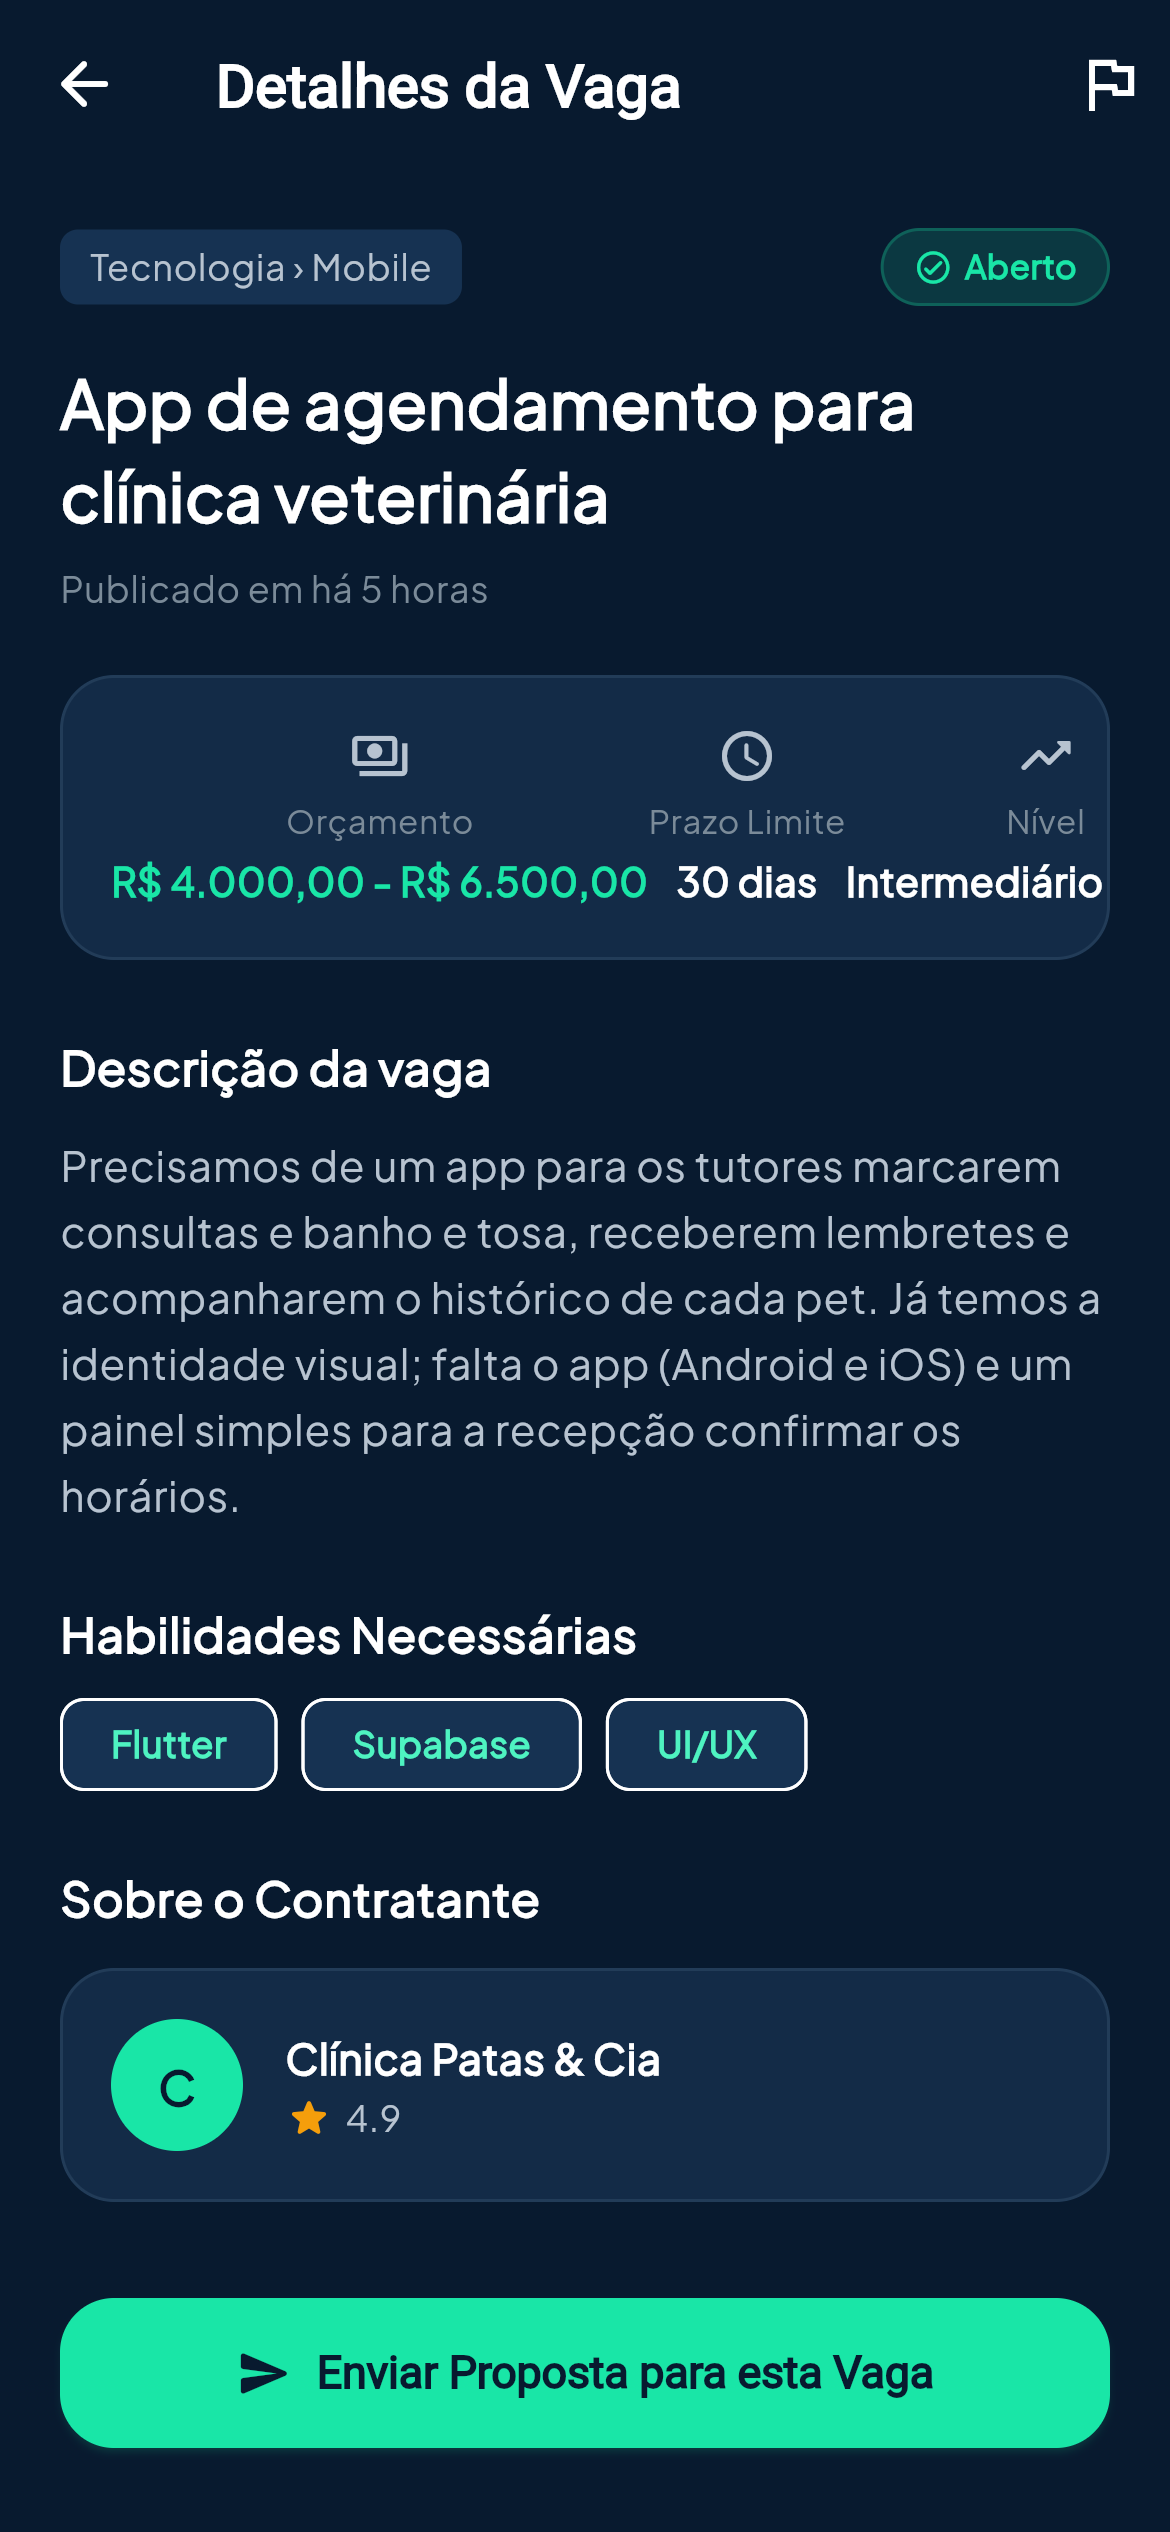 Detalhes da Vaga
Tecnologia › Mobile
Aberto
App de agendamento para
clínica veterinária
Publicado em há 5 horas
Orçamento
R$ 4.000,00 - R$ 6.500,00
Prazo Limite
30 dias
Nível
Intermediário
Descrição da vaga
Precisamos de um app para os tutores marcarem
consultas e banho e tosa, receberem lembretes e
acompanharem o histórico de cada pet. Já temos a
identidade visual; falta o app (Android e iOS) e um
painel simples para a recepção confirmar os
horários.
Habilidades Necessárias
Flutter
Supabase
UI/UX
Sobre o Contratante
C
Clínica Patas & Cia
4.9
Enviar Proposta para esta Vaga